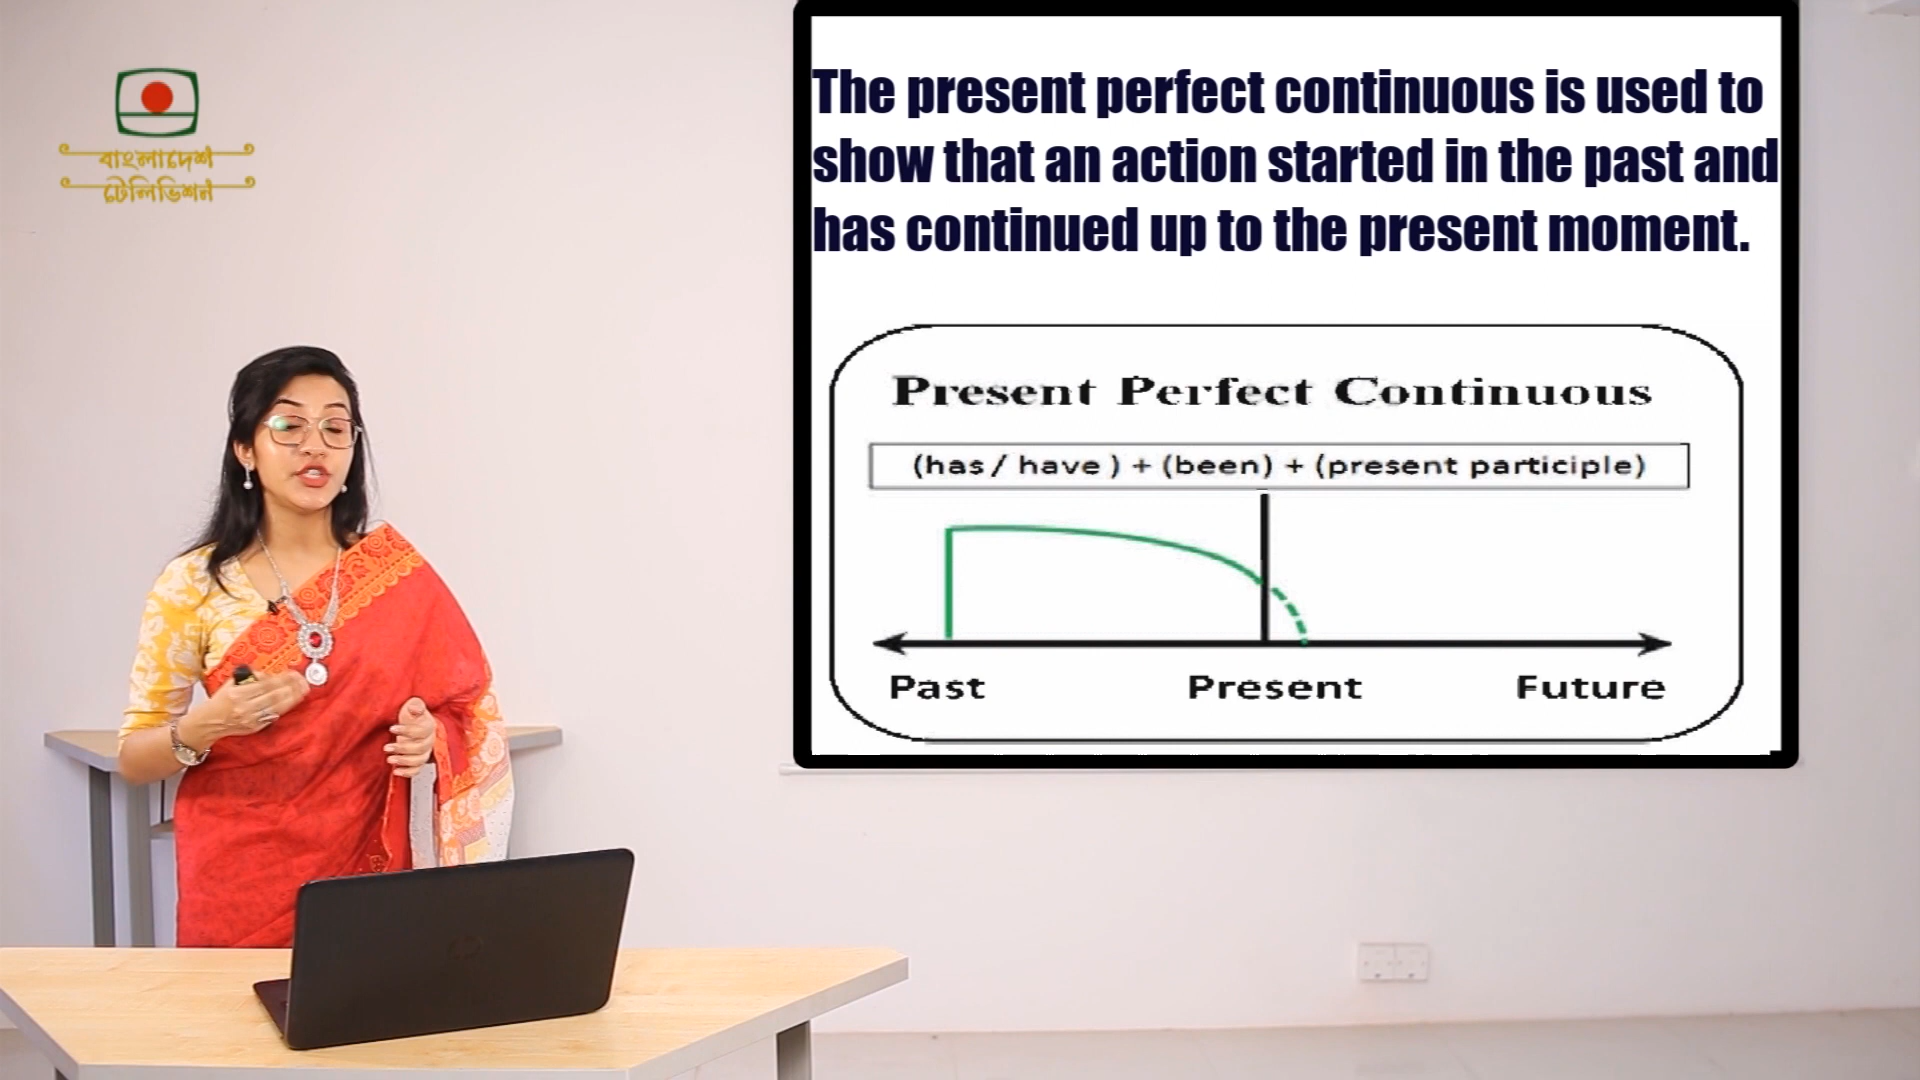 বাংলাদেশ
টেলিভিশন
The present perfect continuous is used to
show that an action started in the past and
has continued up to the present moment.
Present Perfect Continuous
(has / have ) + (been) + (present participle)
Past Present Future